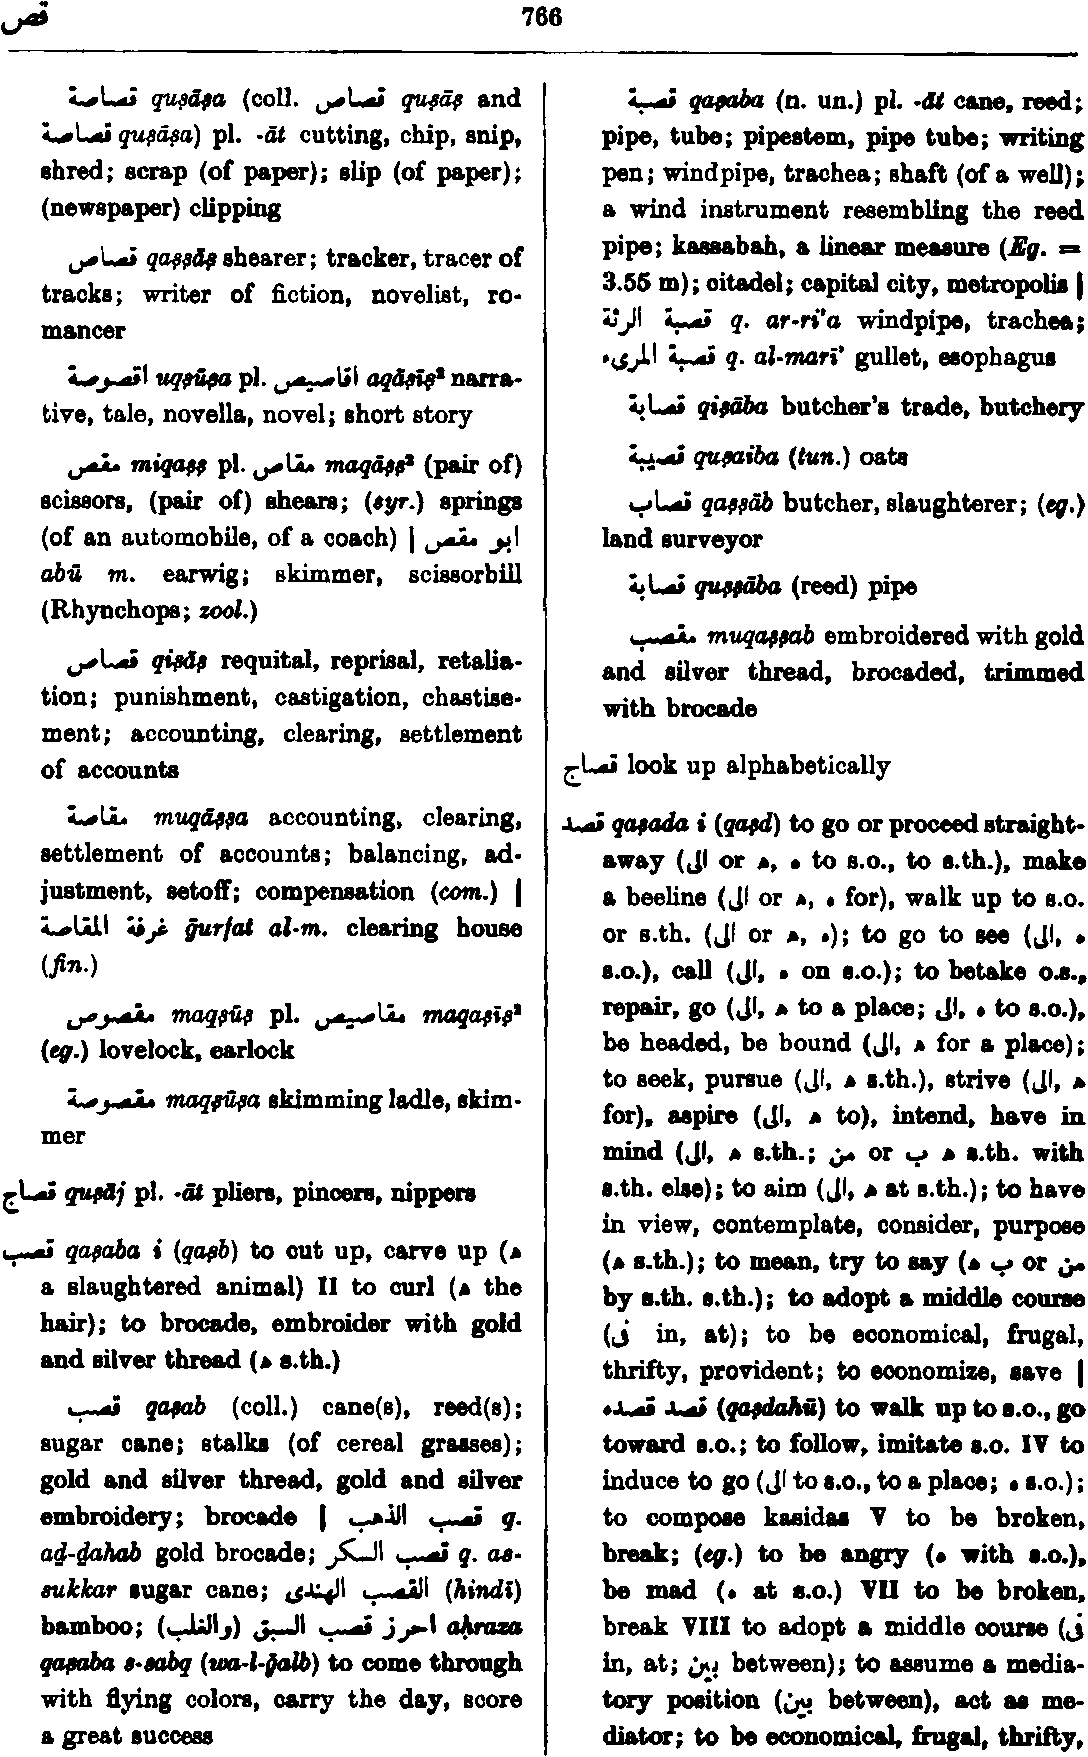 قص
766
قصاصة quṣāṣa (coll. قصاص quṣāṣ and
قصاصة quṣāṣa) pl. -āt cutting, chip, snip,
shred; scrap (of paper); slip (of paper);
(newspaper) clipping
قصاص qaṣṣāṣ shearer; tracker, tracer of
tracks; writer of fiction, novelist, ro-
mancer
اقصوصة uqṣūṣa pl. اقاصيص aqāṣīṣ² narra-
tive, tale, novella, novel; short story
مقص miqaṣṣ pl. مقاص maqāṣṣ² (pair of)
scissors, (pair of) shears; (syr.) springs
(of an automobile, of a coach) | ابو مقص
abū m. earwig; skimmer, scissorbill
(Rhynchops; zool.)
قصاص qiṣāṣ requital, reprisal, retalia-
tion; punishment, castigation, chastise-
ment; accounting, clearing, settlement
of accounts
مقاصة muqāṣṣa accounting, clearing,
settlement of accounts; balancing, ad-
justment, setoff; compensation (com.) |
غرفة المقاصة ḡurfat al-m. clearing house
(fin.)
مقصوص maqṣūṣ pl. مقاصيص maqaṣīṣ²
(eg.) lovelock, earlock
مقصوصة maqṣūṣa skimming ladle, skim-
mer
قصاج quṣāj pl. -āt pliers, pincers, nippers
قصب qaṣaba i (qaṣb) to cut up, carve up (ه
a slaughtered animal) II to curl (ه the
hair); to brocade, embroider with gold
and silver thread (ه s.th.)
قصب qaṣab (coll.) cane(s), reed(s);
sugar cane; stalks (of cereal grasses);
gold and silver thread, gold and silver
embroidery; brocade | قصب الذهب q.
aḏ-ḏahab gold brocade; قصب السكر q. as-
sukkar sugar cane; القصب الهندى (hindī)
bamboo; احرز قصب السبق (والغلب) aḥraza
qaṣaba s-sabq (wa-l-ḡalb) to come through
with flying colors, carry the day, score
a great success
قصبة qaṣaba (n. un.) pl. -āt cane, reed;
pipe, tube; pipestem, pipe tube; writing
pen; windpipe, trachea; shaft (of a well);
a wind instrument resembling the reed
pipe; kassabah, a linear measure (Eg. =
3.55 m); citadel; capital city, metropolis |
قصبة الرئة q. ar-ri'a windpipe, trachea;
قصبة المرىء q. al-marī' gullet, esophagus
قصابة qiṣāba butcher's trade, butchery
قصيبة quṣaiba (tun.) oats
قصاب qaṣṣāb butcher, slaughterer; (eg.)
land surveyor
قصابة quṣṣāba (reed) pipe
مقصب muqaṣṣab embroidered with gold
and silver thread, brocaded, trimmed
with brocade
قصاج look up alphabetically
قصد qaṣada i (qaṣd) to go or proceed straight-
away (الى or ه, ه to s.o., to s.th.), make
a beeline (الى or ه, ه for), walk up to s.o.
or s.th. (الى or ه, ه); to go to see (الى, ه
s.o.), call (الى, ه on s.o.); to betake o.s.,
repair, go (الى, ه to a place; الى, ه to s.o.),
be headed, be bound (الى, ه for a place);
to seek, pursue (الى, ه s.th.), strive (الى, ه
for), aspire (الى, ه to), intend, have in
mind (الى, ه s.th.; من or ب ه s.th. with
s.th. else); to aim (الى, ه at s.th.); to have
in view, contemplate, consider, purpose
(ه s.th.); to mean, try to say (ه ب or من
by s.th. s.th.); to adopt a middle course
(فى in, at); to be economical, frugal,
thrifty, provident; to economize, save |
قصد قصده (qaṣdahū) to walk up to s.o., go
toward s.o.; to follow, imitate s.o. IV to
induce to go (الى to s.o., to a place; ه s.o.);
to compose kasidas V to be broken,
break; (eg.) to be angry (ه with s.o.),
be mad (ه at s.o.) VII to be broken,
break VIII to adopt a middle course (فى
in, at; بين between); to assume a media-
tory position (بين between), act as me-
diator; to be economical, frugal, thrifty,